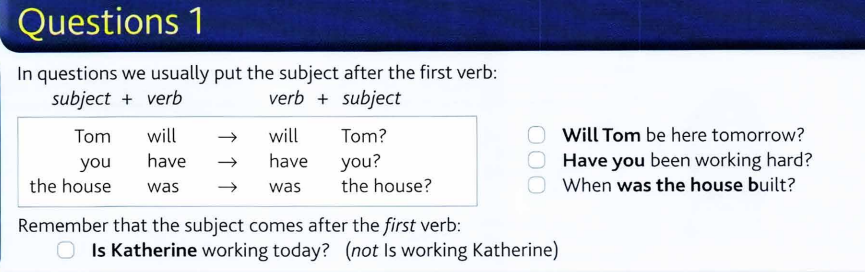 Questions 1
In questions we usually put the subject after the first verb:
subject + verb verb + subject
Tom will → will Tom?
you have → have you?
the house was → was the house?
Will Tom be here tomorrow?
Have you been working hard?
When was the house built?
Remember that the subject comes after the first verb:
Is Katherine working today? (not Is working Katherine)